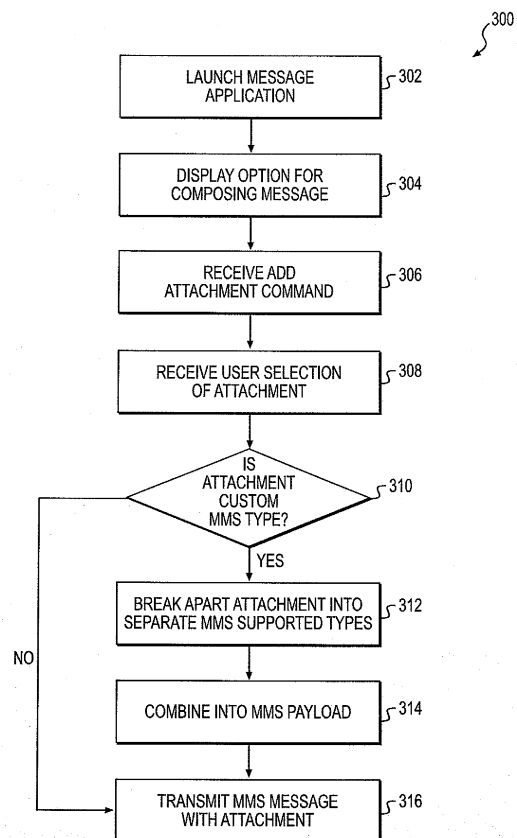 300
LAUNCH MESSAGE
APPLICATION
302
DISPLAY OPTION FOR
COMPOSING MESSAGE
304
RECEIVE ADD
ATTACHMENT COMMAND
306
RECEIVE USER SELECTION
OF ATTACHMENT
308
IS
ATTACHMENT
CUSTOM
MMS TYPE?
310
YES
BREAK APART ATTACHMENT INTO
SEPARATE MMS SUPPORTED TYPES
312
NO
COMBINE INTO MMS PAYLOAD
314
TRANSMIT MMS MESSAGE
WITH ATTACHMENT
316